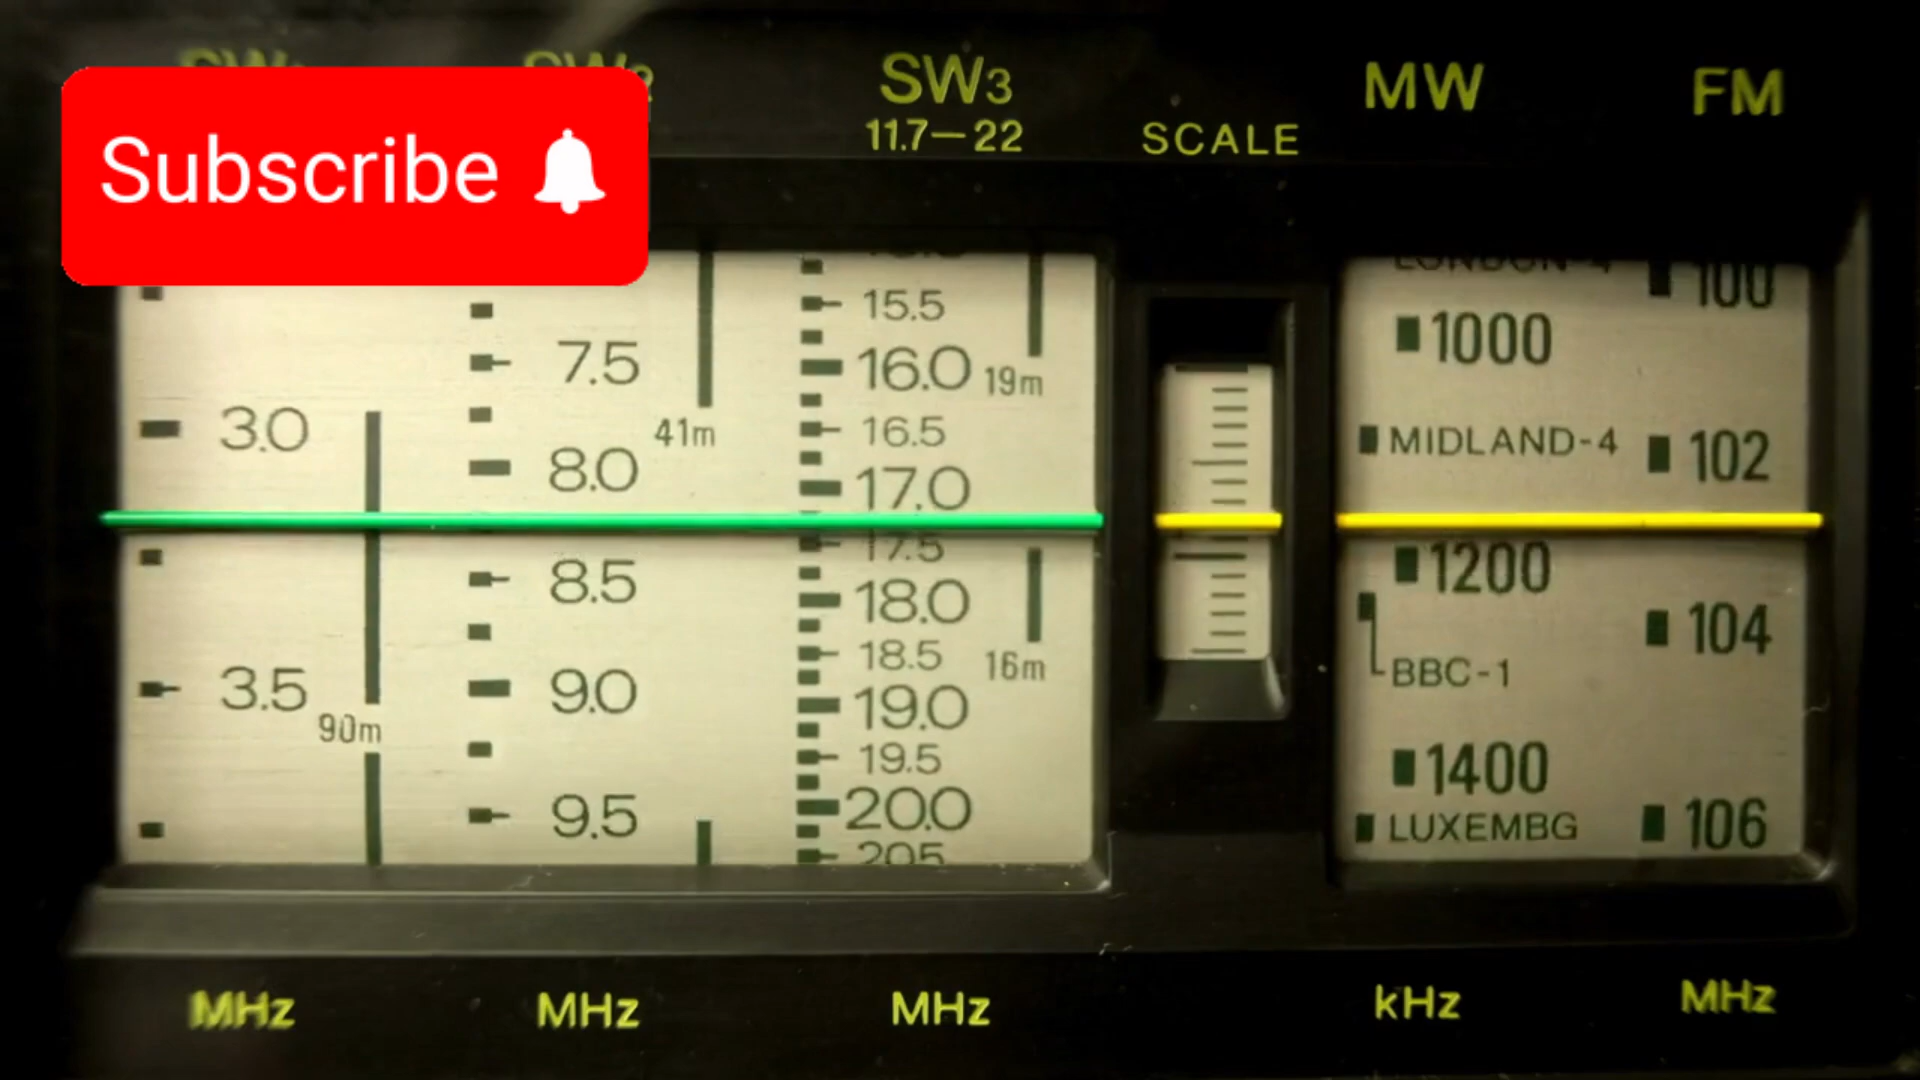 SW3
MW
FM
11.7—22
SCALE
Subscribe
15.5
100
1000
7.5
16.0
19m
3.0
16.5
41m
MIDLAND-4
102
8.0
17.0
17.5
1200
8.5
18.0
104
18.5
16m
BBC-1
3.5
9.0
19.0
90m
19.5
1400
9.5
20.0
LUXEMBG
106
205
MHz
MHz
MHz
kHz
MHz